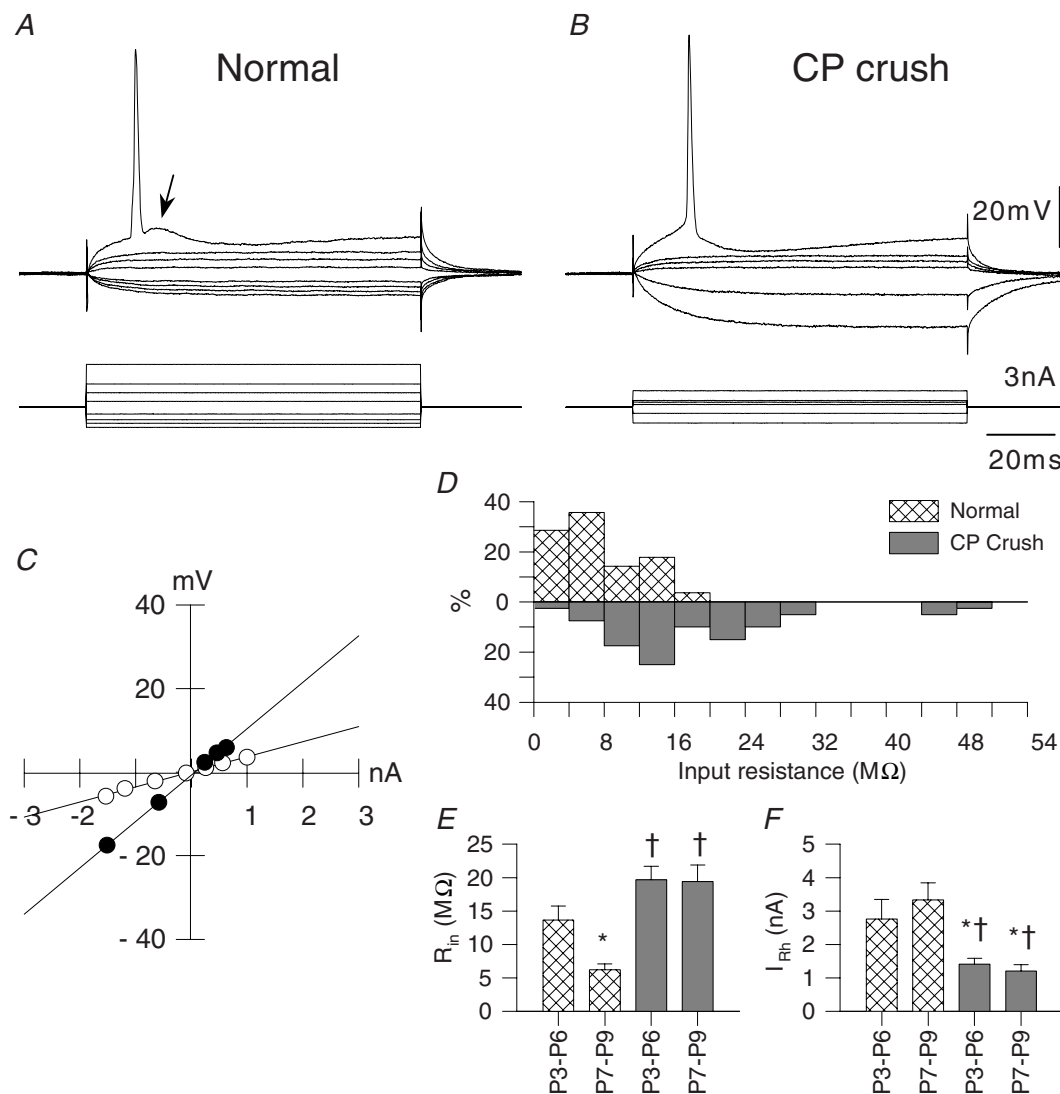 A
B
Normal
CP crush
20mV
3nA
20ms
C
mV
40
20
nA
- 3
-2
-1
1
2
3
- 20
- 40
D
40
20
0
20
40
%
Normal
CP Crush
0
8
16
24
32
40
48
54
Input resistance (MΩ)
E
25
20
15
10
5
0
R_in (MΩ)
*
†
†
P3-P6
P7-P9
P3-P6
P7-P9
F
5
4
3
2
1
0
I_Rh (nA)
*†
*†
P3-P6
P7-P9
P3-P6
P7-P9